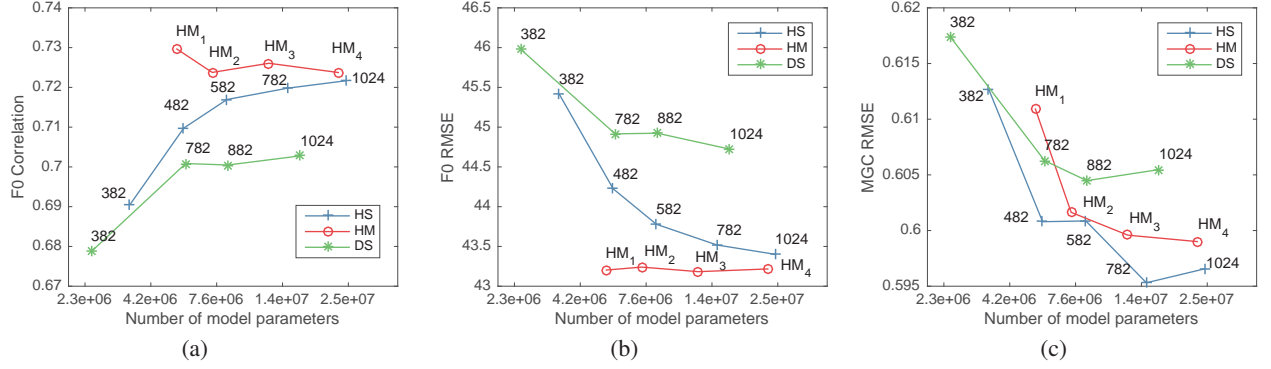 0.74
0.73
0.72
0.71
0.7
0.69
0.68
0.67
F0 Correlation
HM1
HM2
HM3
HM4
382
482
582
782
1024
382
782
882
1024
HS
HM
DS
2.3e+06 4.2e+06 7.6e+06 1.4e+07 2.5e+07
Number of model parameters
(a)
46.5
46
45.5
45
44.5
44
43.5
43
F0 RMSE
382
782
882
1024
382
482
582
782
1024
HM1
HM2
HM3
HM4
HS
HM
DS
2.3e+06 4.2e+06 7.6e+06 1.4e+07 2.5e+07
Number of model parameters
(b)
0.62
0.615
0.61
0.605
0.6
0.595
MGC RMSE
382
782
882
1024
382
482
582
782
1024
HM1
HM2
HM3
HM4
HS
HM
DS
2.3e+06 4.2e+06 7.6e+06 1.4e+07 2.5e+07
Number of model parameters
(c)